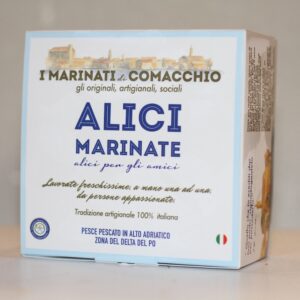 I MARINATI di COMACCHIO
gli originali, artigianali, sociali
ALICI
MARINATE
alici per gli amici
Lavorate freschissime, a mano una ad una,
da persone appassionate.
Tradizione artigianale 100% italiana
PESCE PESCATO IN ALTO ADRIATICO
ZONA DEL DELTA DEL PO